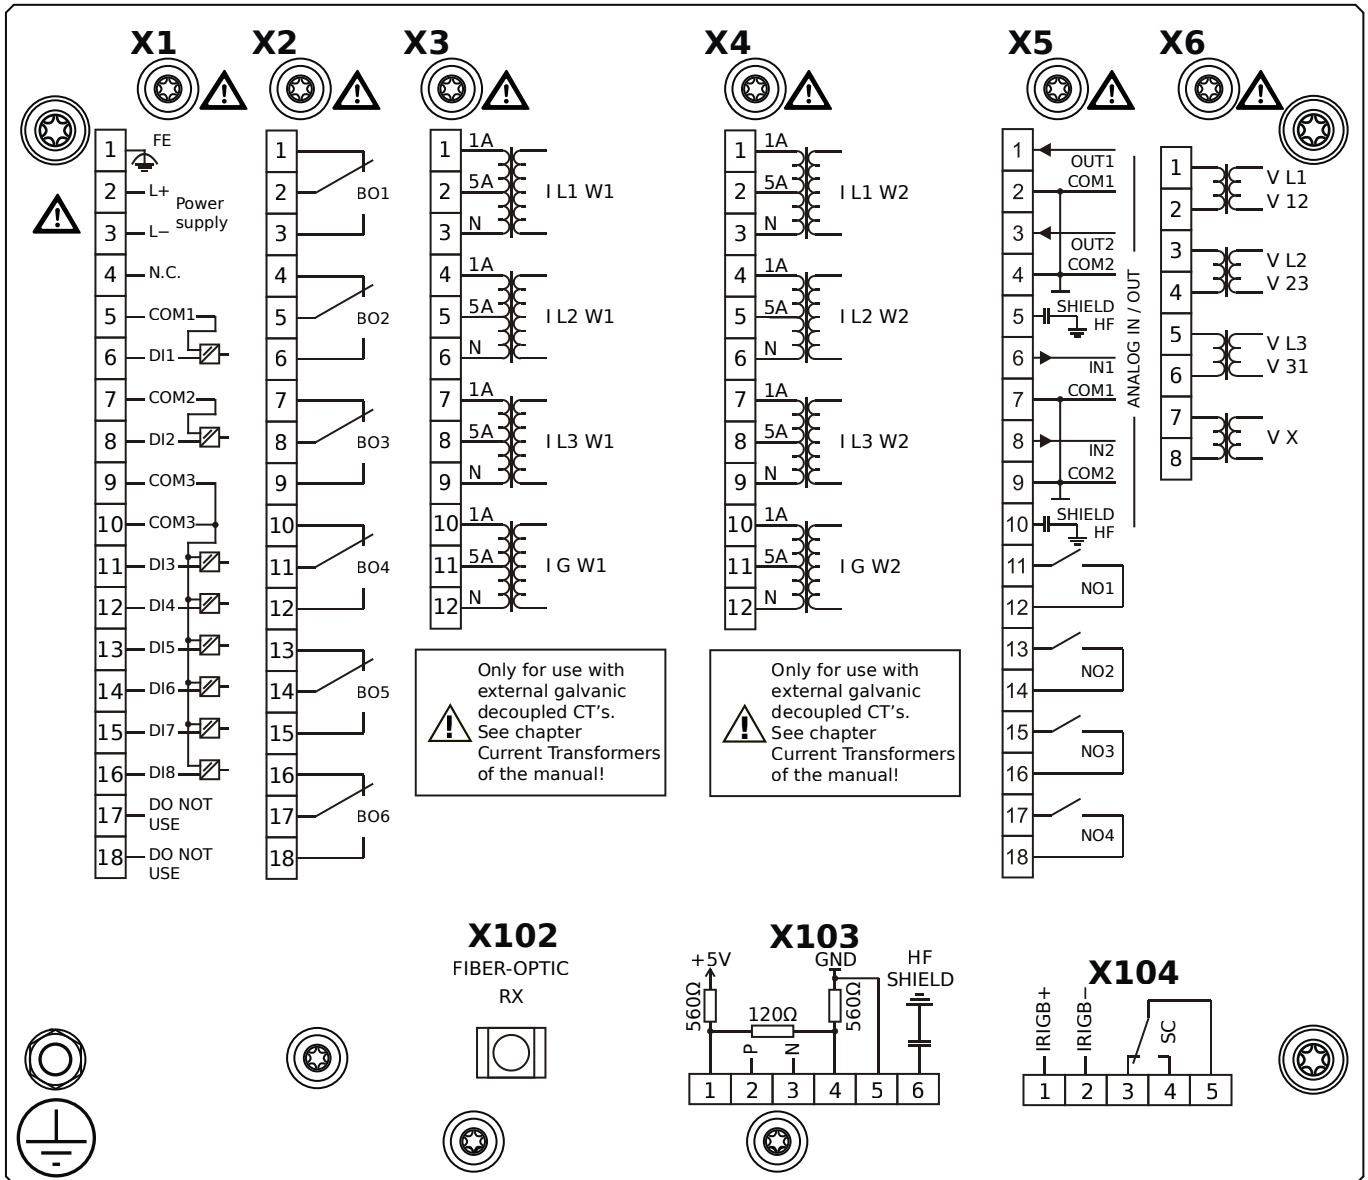 X1
X2
X3
X4
X5
X6
1
FE
2
L+
Power
supply
3
L−
4
N.C.
5
COM1
6
DI1
7
COM2
8
DI2
9
COM3
10
COM3
11
DI3
12
DI4
13
DI5
14
DI6
15
DI7
16
DI8
17
DO NOT
USE
18
DO NOT
USE
1
2
BO1
3
4
5
BO2
6
7
8
BO3
9
10
11
BO4
12
13
14
BO5
15
16
17
BO6
18
1
1A
2
5A
I L1 W1
3
N
4
1A
5
5A
I L2 W1
6
N
7
1A
8
5A
I L3 W1
9
N
10
1A
11
5A
I G W1
12
N
Only for use with
external galvanic
decoupled CT's.
See chapter
Current Transformers
of the manual!
1
1A
2
5A
I L1 W2
3
N
4
1A
5
5A
I L2 W2
6
N
7
1A
8
5A
I L3 W2
9
N
10
1A
11
5A
I G W2
12
N
Only for use with
external galvanic
decoupled CT's.
See chapter
Current Transformers
of the manual!
1
OUT1
2
COM1
3
OUT2
4
COM2
5
SHIELD
HF
6
IN1
7
COM1
8
IN2
9
COM2
10
SHIELD
HF
ANALOG IN / OUT
11
NO1
12
13
NO2
14
15
NO3
16
17
NO4
18
1
V L1
2
V 12
3
V L2
4
V 23
5
V L3
6
V 31
7
V X
8
X102
FIBER-OPTIC
RX
X103
+5V
GND
HF
SHIELD
560Ω
120Ω
560Ω
P
N
1
2
3
4
5
6
X104
IRIGB+
IRIGB−
SC
1
2
3
4
5